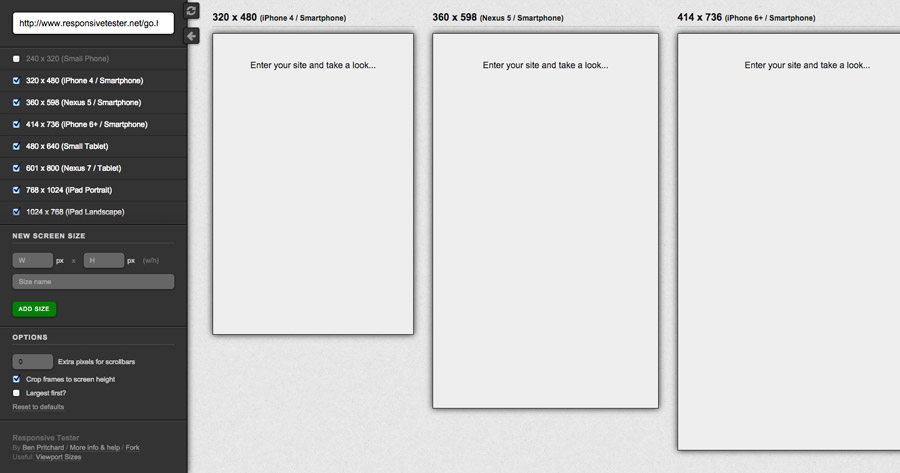 http://www.responsivetester.net/go.h
240 x 320 (Small Phone)
320 x 480 (iPhone 4 / Smartphone)
360 x 598 (Nexus 5 / Smartphone)
414 x 736 (iPhone 6+ / Smartphone)
480 x 640 (Small Tablet)
601 x 800 (Nexus 7 / Tablet)
768 x 1024 (iPad Portrait)
1024 x 768 (iPad Landscape)
NEW SCREEN SIZE
W px x H px (w/h)
Size name
ADD SIZE
OPTIONS
0 Extra pixels for scrollbars
Crop frames to screen height
Largest first?
Reset to defaults
Responsive Tester
By Ben Pritchard / More info & help / Fork
Useful: Viewport Sizes
320 x 480 (iPhone 4 / Smartphone)
Enter your site and take a look...
360 x 598 (Nexus 5 / Smartphone)
Enter your site and take a look...
414 x 736 (iPhone 6+ / Smartphone)
Enter your site and take a look...